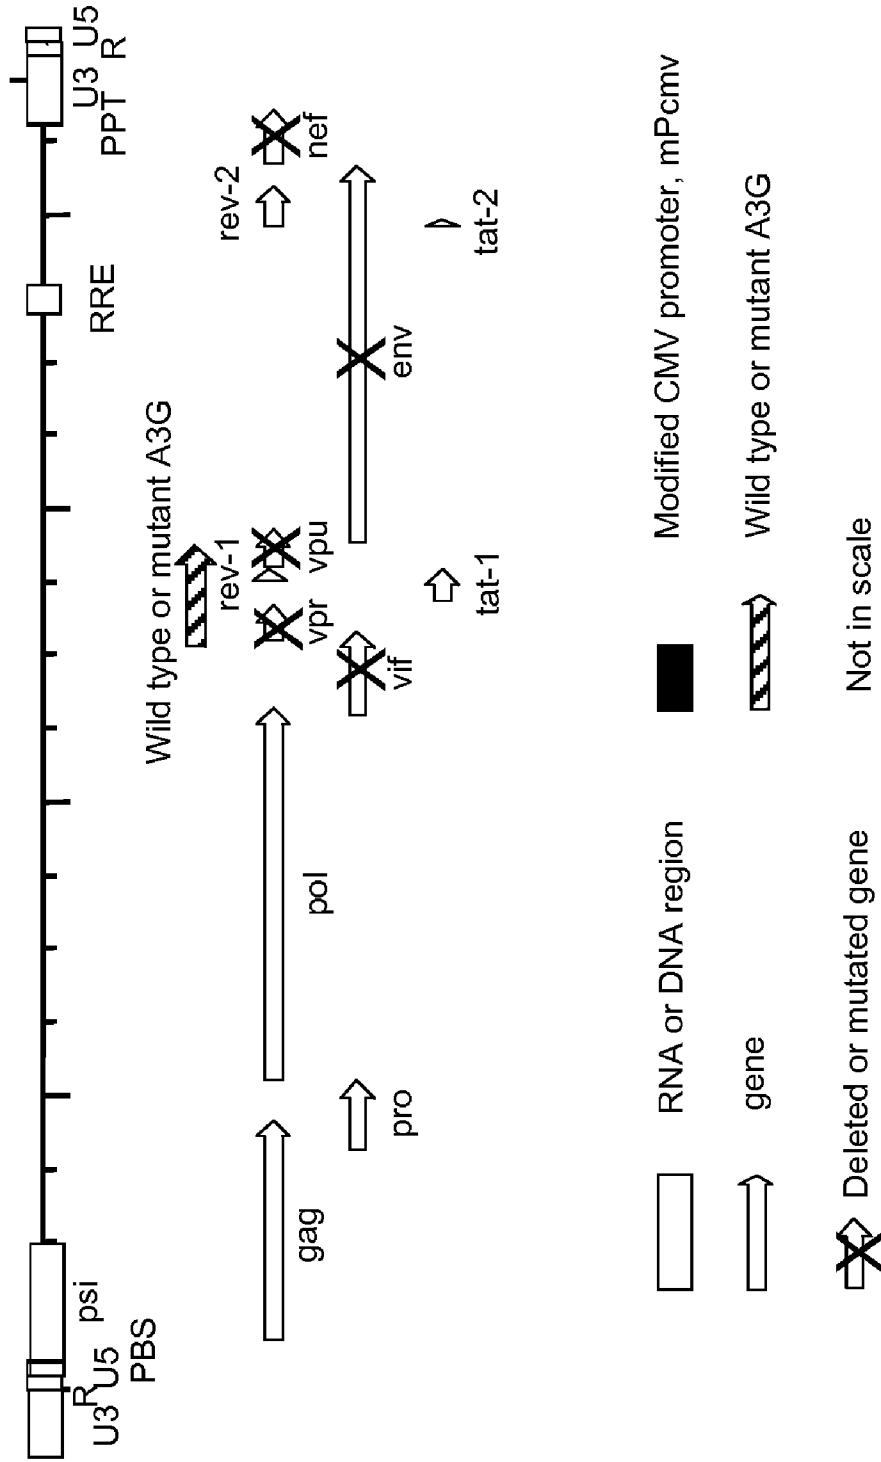 U3
R
U5
PBS
psi
RRE
PPT
U3
R
U5
Wild type or mutant A3G
gag
pol
vpr
rev-1
vpu
rev-2
nef
pro
vif
env
tat-1
tat-2
RNA or DNA region
Modified CMV promoter, mPcmv
gene
Wild type or mutant A3G
Deleted or mutated gene
Not in scale